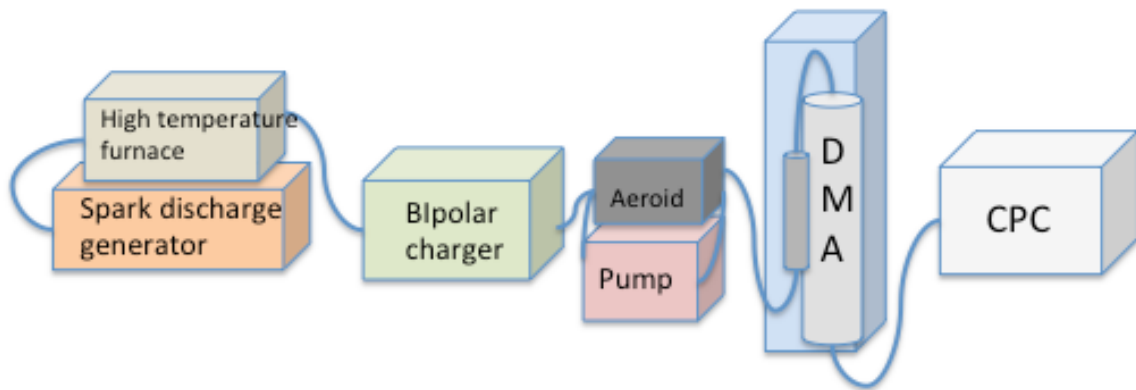 High temperature
furnace
Spark discharge
generator
BIpolar
charger
Aeroid
Pump
D
M
A
CPC